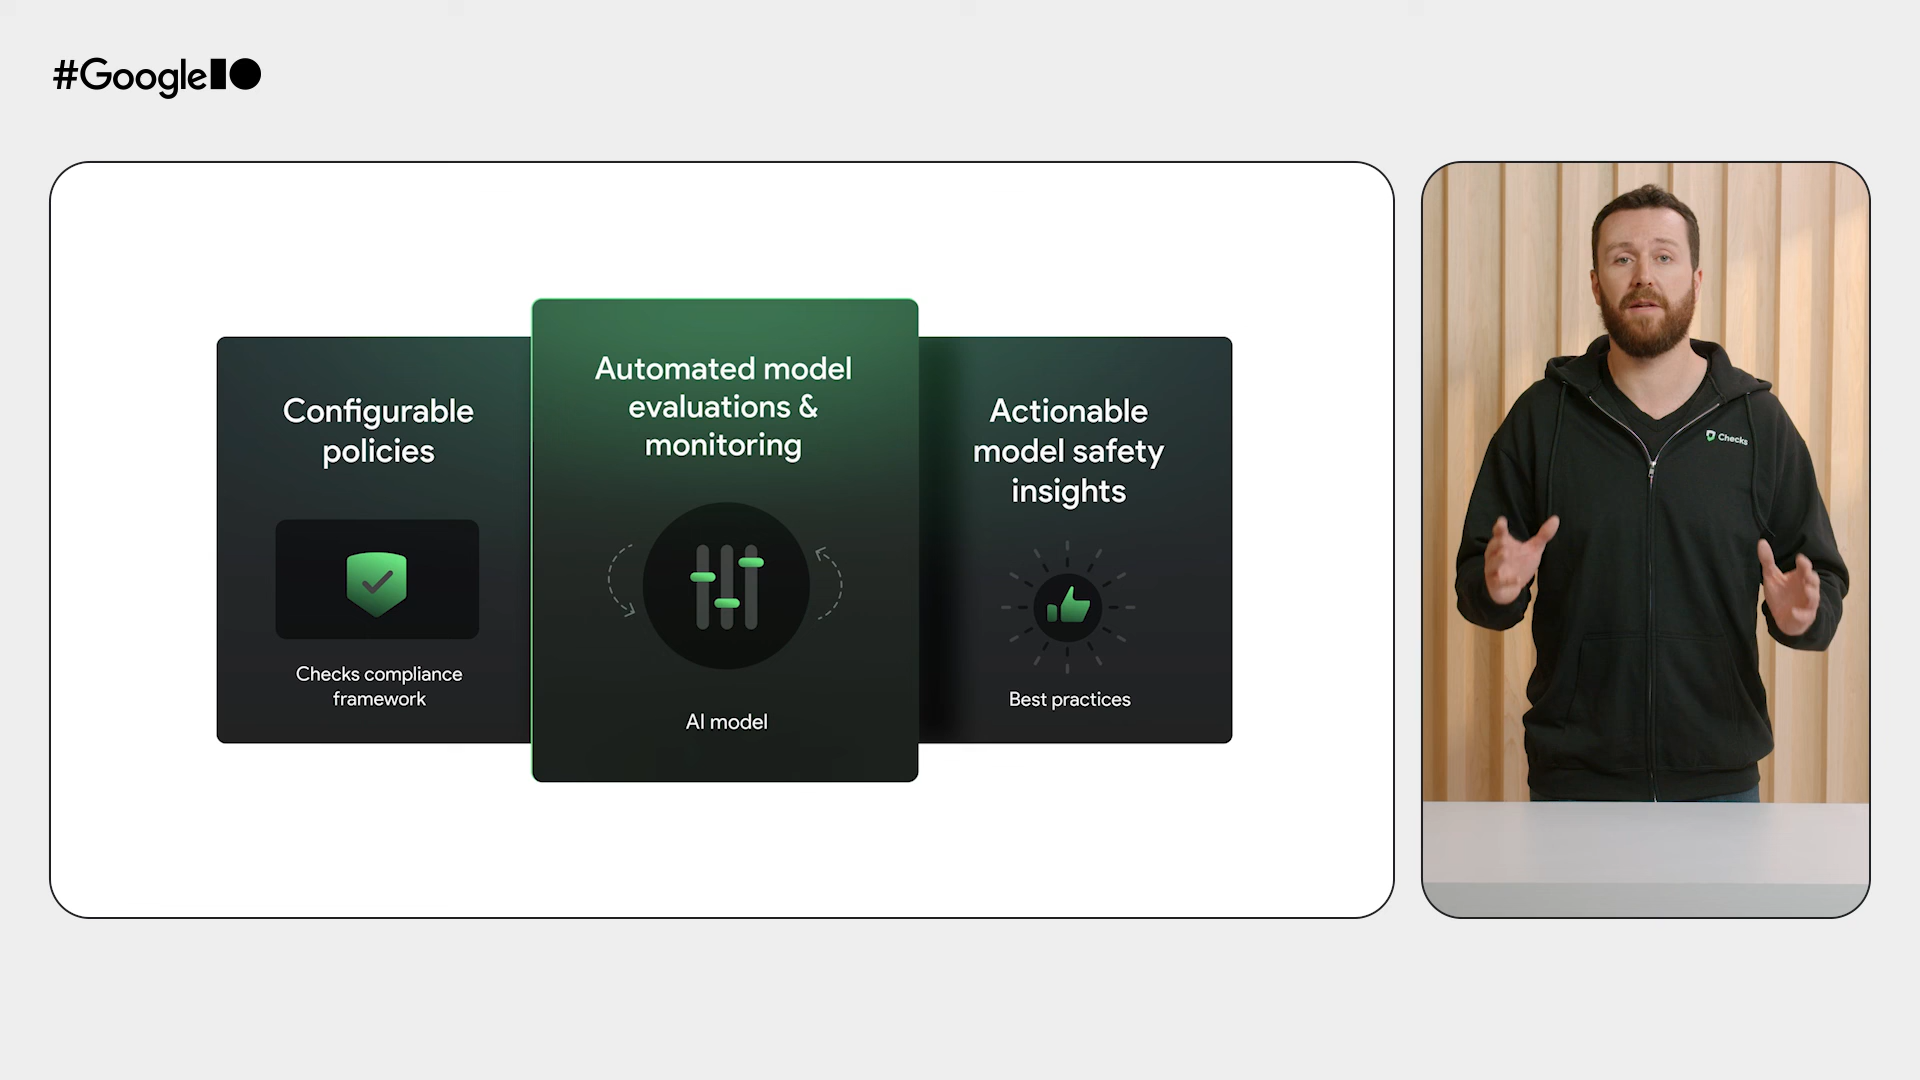 #GoogleIO
Configurable
policies
Checks compliance
framework
Automated model
evaluations &
monitoring
AI model
Actionable
model safety
insights
Best practices
Checks